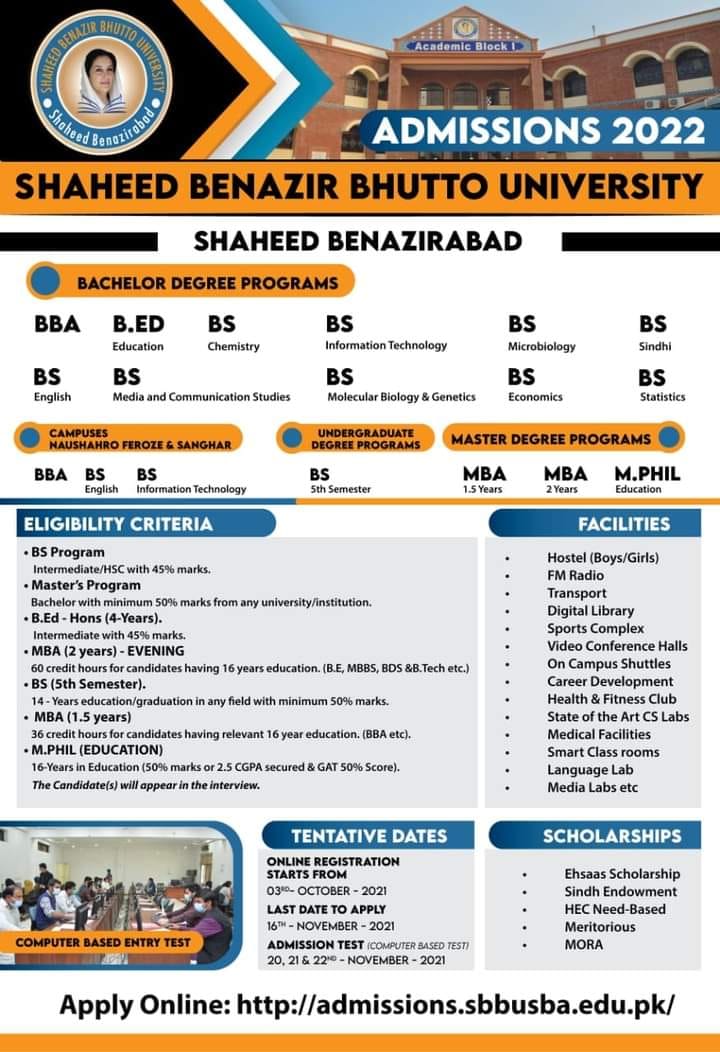 SHAHEED BENAZIR BHUTTO UNIVERSITY
Shaheed Benazirabad
Academic Block I
ADMISSIONS 2022
SHAHEED BENAZIR BHUTTO UNIVERSITY
SHAHEED BENAZIRABAD
BACHELOR DEGREE PROGRAMS
BBA B.ED BS BS BS BS
Education Chemistry Information Technology Microbiology Sindhi
BS BS BS BS BS
English Media and Communication Studies Molecular Biology & Genetics Economics Statistics
CAMPUSES
NAUSHAHRO FEROZE & SANGHAR
BBA BS BS
English Information Technology
UNDERGRADUATE
DEGREE PROGRAMS
BS
5th Semester
MASTER DEGREE PROGRAMS
MBA MBA M.PHIL
1.5 Years 2 Years Education
ELIGIBILITY CRITERIA
• BS Program
Intermediate/HSC with 45% marks.
• Master's Program
Bachelor with minimum 50% marks from any university/institution.
• B.Ed - Hons (4-Years).
Intermediate with 45% marks.
• MBA (2 years) - EVENING
60 credit hours for candidates having 16 years education. (B.E, MBBS, BDS &B.Tech etc.)
• BS (5th Semester).
14 - Years education/graduation in any field with minimum 50% marks.
• MBA (1.5 years)
36 credit hours for candidates having relevant 16 year education. (BBA etc).
• M.PHIL (EDUCATION)
16-Years in Education (50% marks or 2.5 CGPA secured & GAT 50% Score).
The Candidate(s) will appear in the interview.
FACILITIES
• Hostel (Boys/Girls)
• FM Radio
• Transport
• Digital Library
• Sports Complex
• Video Conference Halls
• On Campus Shuttles
• Career Development
• Health & Fitness Club
• State of the Art CS Labs
• Medical Facilities
• Smart Class rooms
• Language Lab
• Media Labs etc
COMPUTER BASED ENTRY TEST
TENTATIVE DATES
ONLINE REGISTRATION
STARTS FROM
03RD- OCTOBER - 2021
LAST DATE TO APPLY
16TH - NOVEMBER - 2021
ADMISSION TEST (COMPUTER BASED TEST)
20, 21 & 22ND - NOVEMBER - 2021
SCHOLARSHIPS
• Ehsaas Scholarship
• Sindh Endowment
• HEC Need-Based
• Meritorious
• MORA
Apply Online: http://admissions.sbbusba.edu.pk/